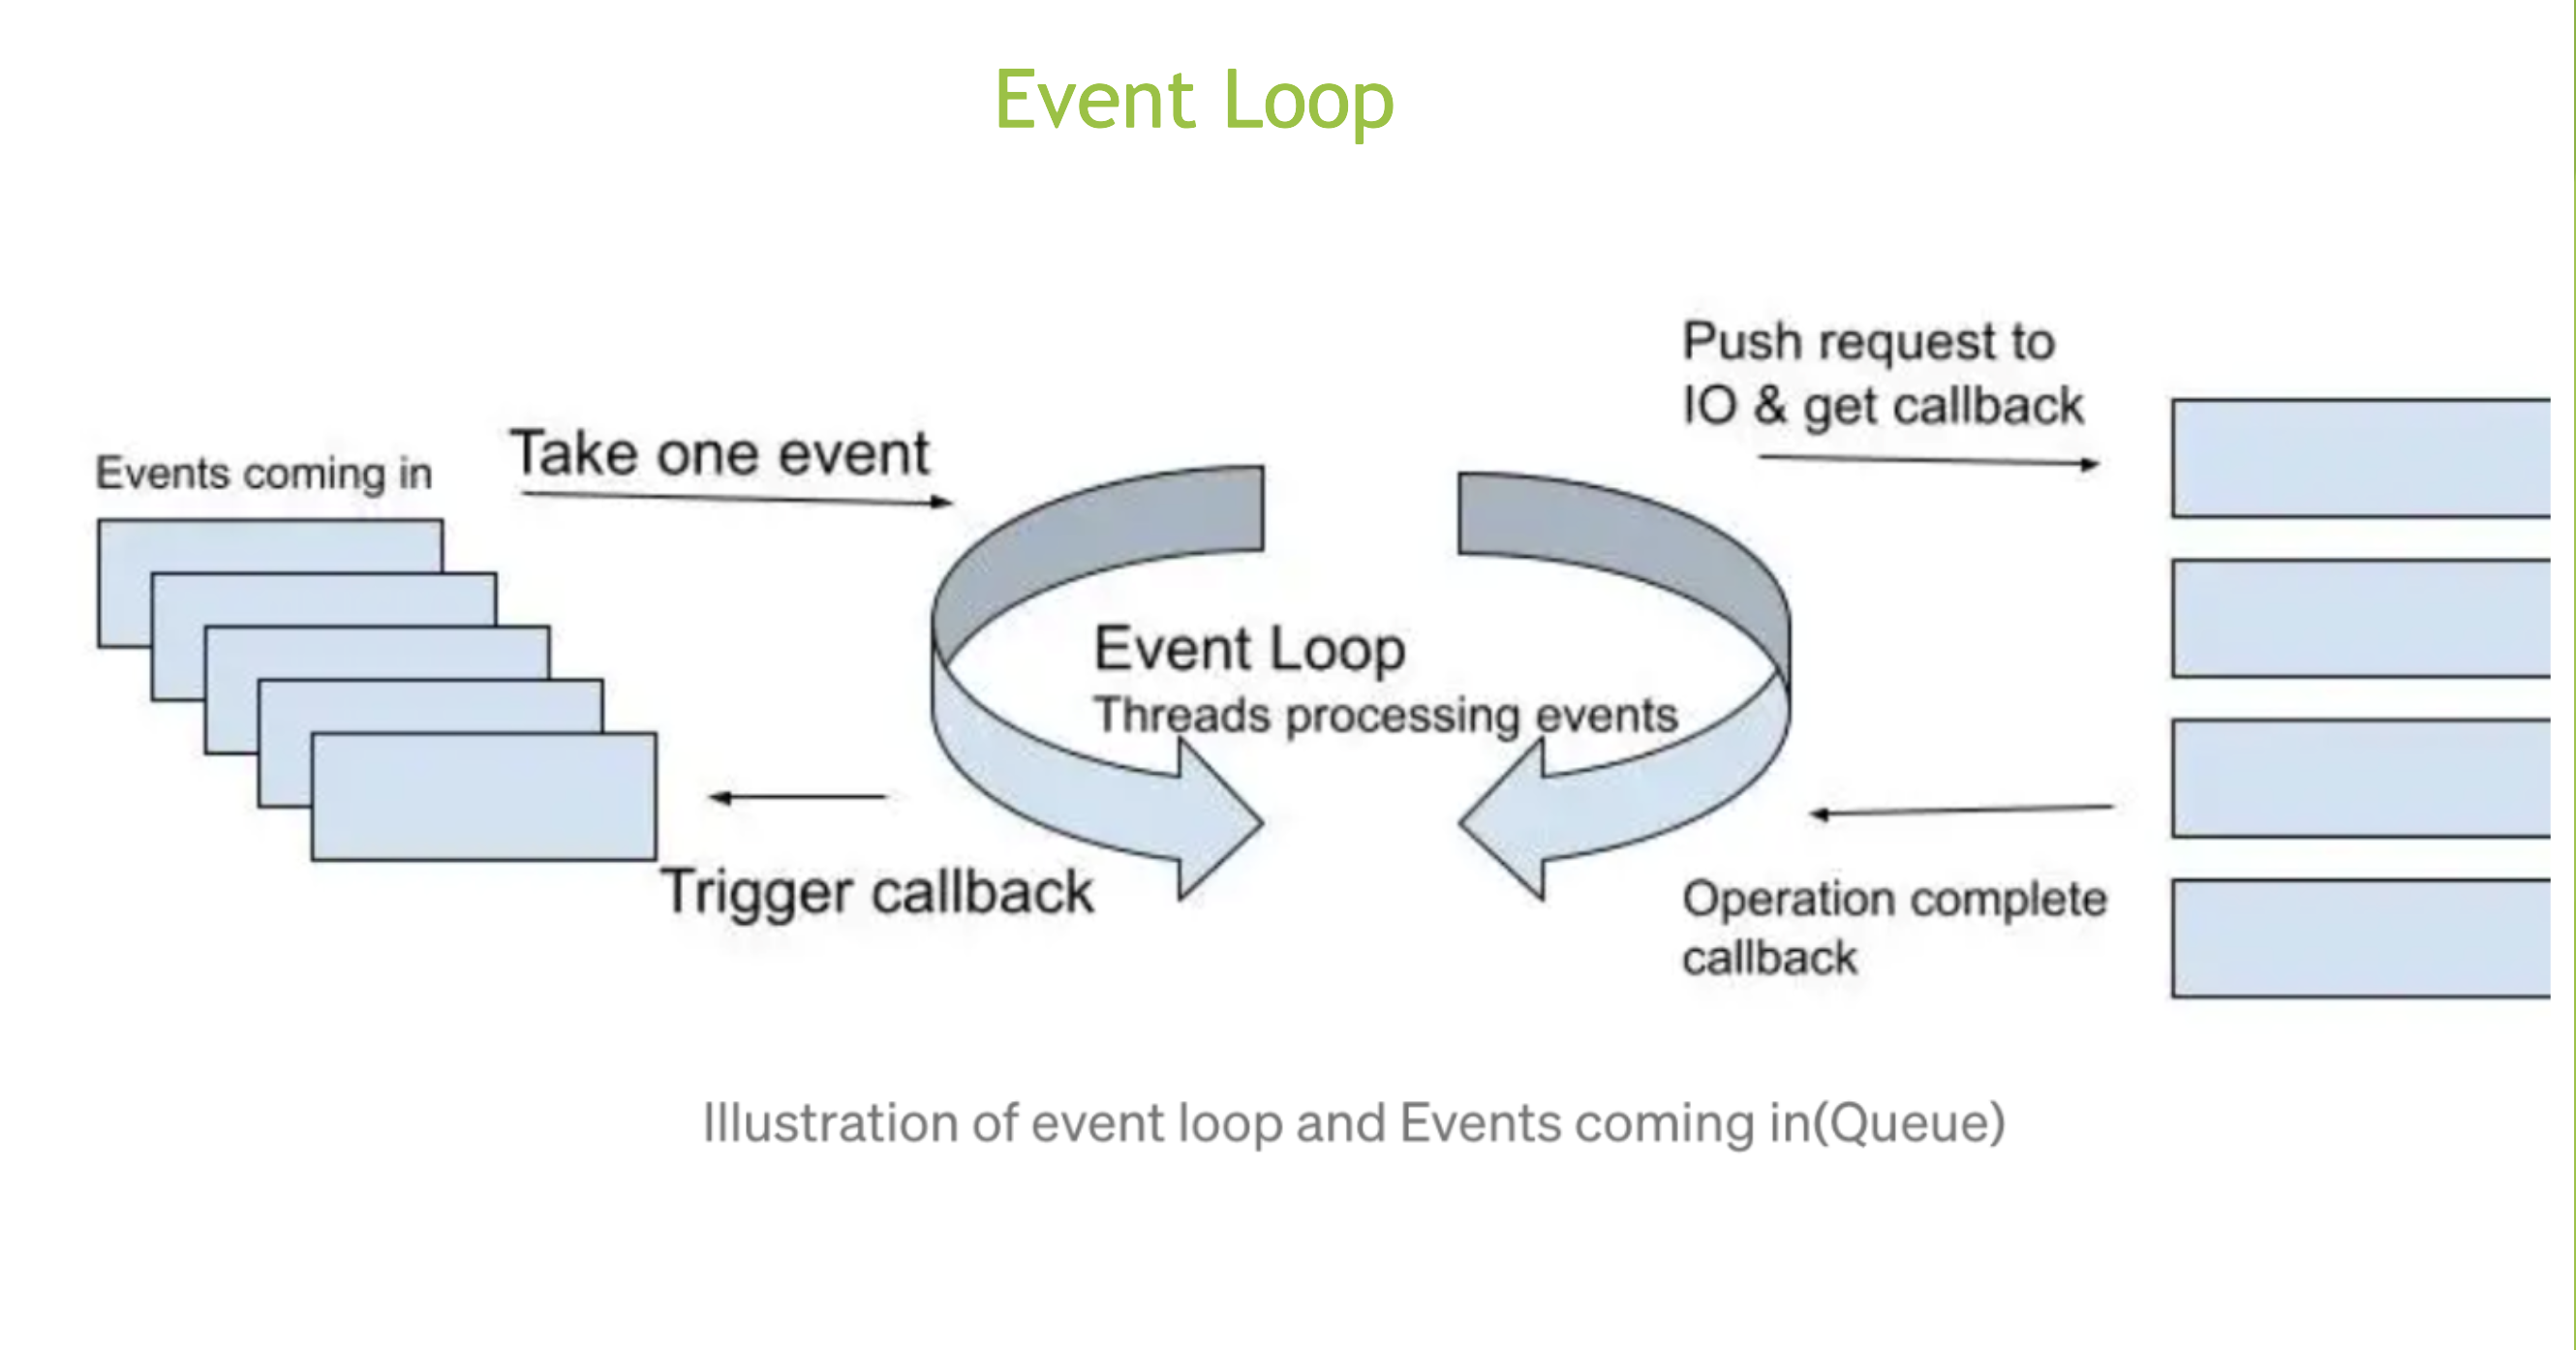 Event Loop
Events coming in
Take one event
Push request to
IO & get callback
Event Loop
Threads processing events
Trigger callback
Operation complete
callback
Illustration of event loop and Events coming in(Queue)